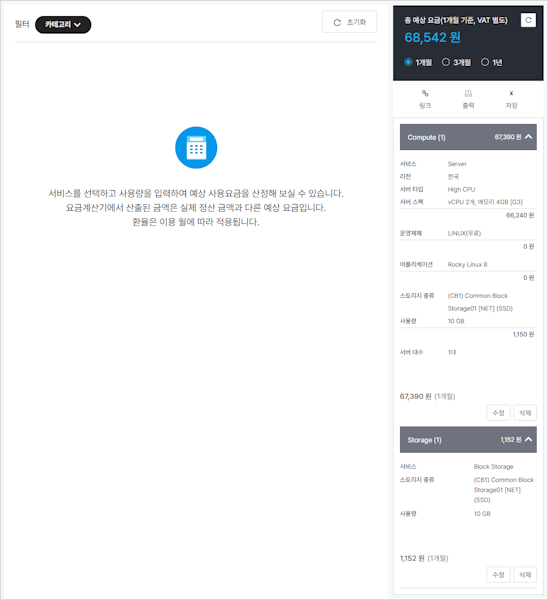 필터
카테고리
초기화
서비스를 선택하고 사용량을 입력하여 예상 사용요금을 산정해 보실 수 있습니다.
요금계산기에서 산출된 금액은 실제 정산 금액과 다른 예상 요금입니다.
환율은 이용 월에 따라 적용됩니다.
총 예상 요금(1개월 기준, VAT 별도)
68,542 원
1개월 3개월 1년
링크 출력 저장
Compute (1) 67,390 원
서비스 Server
리전 한국
서버 타입 High CPU
서버 스펙 vCPU 2개, 메모리 4GB [G3]
66,240 원
운영체제 LINUX(무료)
0 원
어플리케이션 Rocky Linux 8
0 원
스토리지 종류 (CB1) Common Block
Storage01 [NET] (SSD)
사용량 10 GB
1,150 원
서버 대수 1대
67,390 원 (1개월)
수정 삭제
Storage (1) 1,152 원
서비스 Block Storage
스토리지 종류 (CB1) Common Block
Storage01 [NET]
(SSD)
사용량 10 GB
1,152 원 (1개월)
수정 삭제